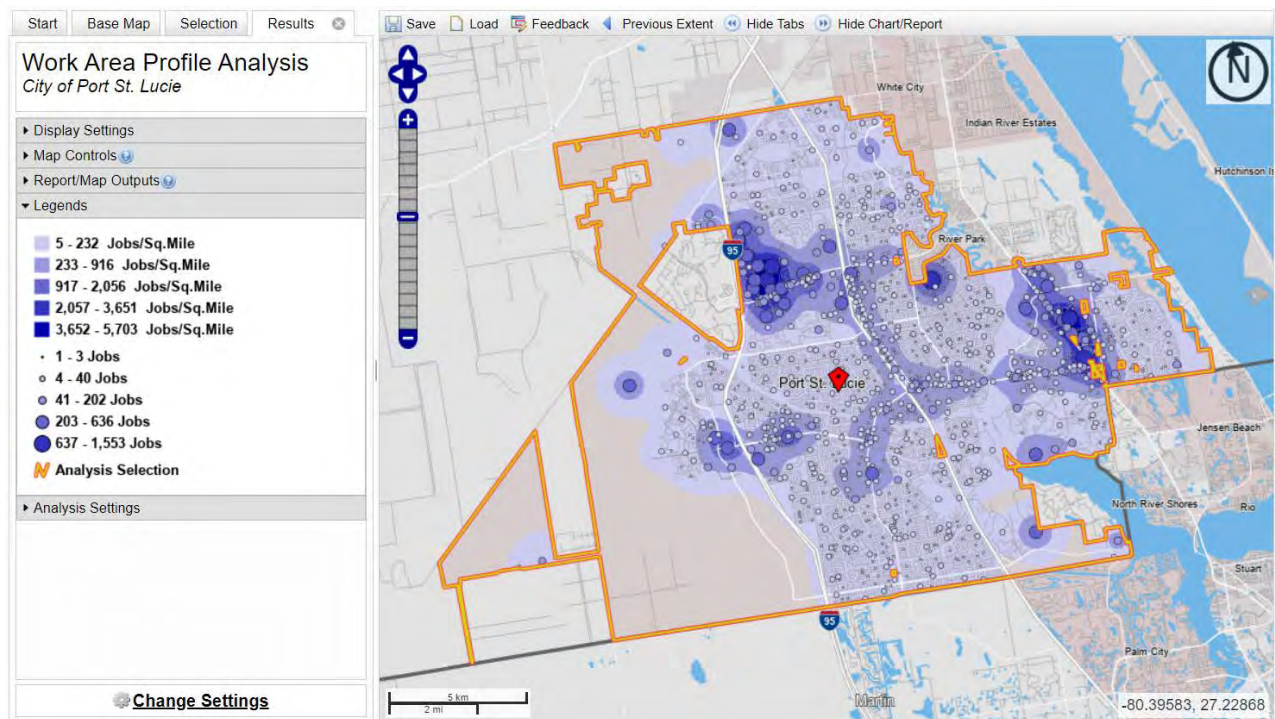 Start
Base Map
Selection
Results
Save
Load
Feedback
Previous Extent
Hide Tabs
Hide Chart/Report
Work Area Profile Analysis
City of Port St. Lucie
Display Settings
Map Controls
Report/Map Outputs
Legends
5 - 232 Jobs/Sq.Mile
233 - 916 Jobs/Sq.Mile
917 - 2,056 Jobs/Sq.Mile
2,057 - 3,651 Jobs/Sq.Mile
3,652 - 5,703 Jobs/Sq.Mile
1 - 3 Jobs
4 - 40 Jobs
41 - 202 Jobs
203 - 636 Jobs
637 - 1,553 Jobs
Analysis Selection
Analysis Settings
Change Settings
N
White City
Indian River Estates
Hutchinson
River Park
95
Port St. Lucie
Jensen Beach
North River Shores
Rio
Stuart
95
Palm City
Martin
5 km
2 mi
-80.39583, 27.22868